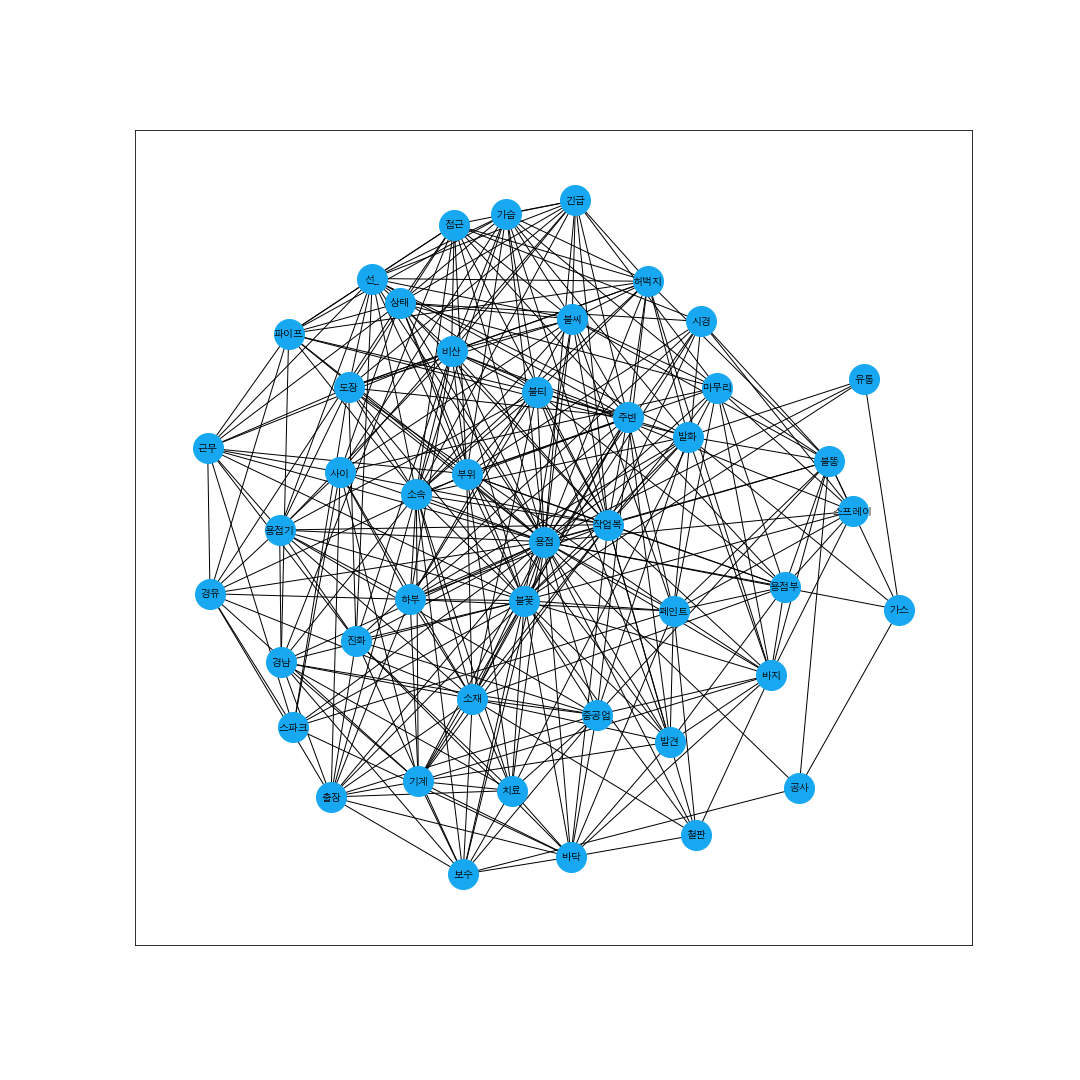 긴급
가슴
접근
선_
허벅지
상태
불씨
시경
파이프
비산
유통
도장
마무리
불티
주변
발화
근무
불똥
사이
부위
소속
스프레이
작업복
용접기
용접
용접부
경유
하부
불꽃
페인트
가스
진화
경남
바지
소재
중공업
스파크
발견
기계
공사
치료
출장
철판
바닥
보수